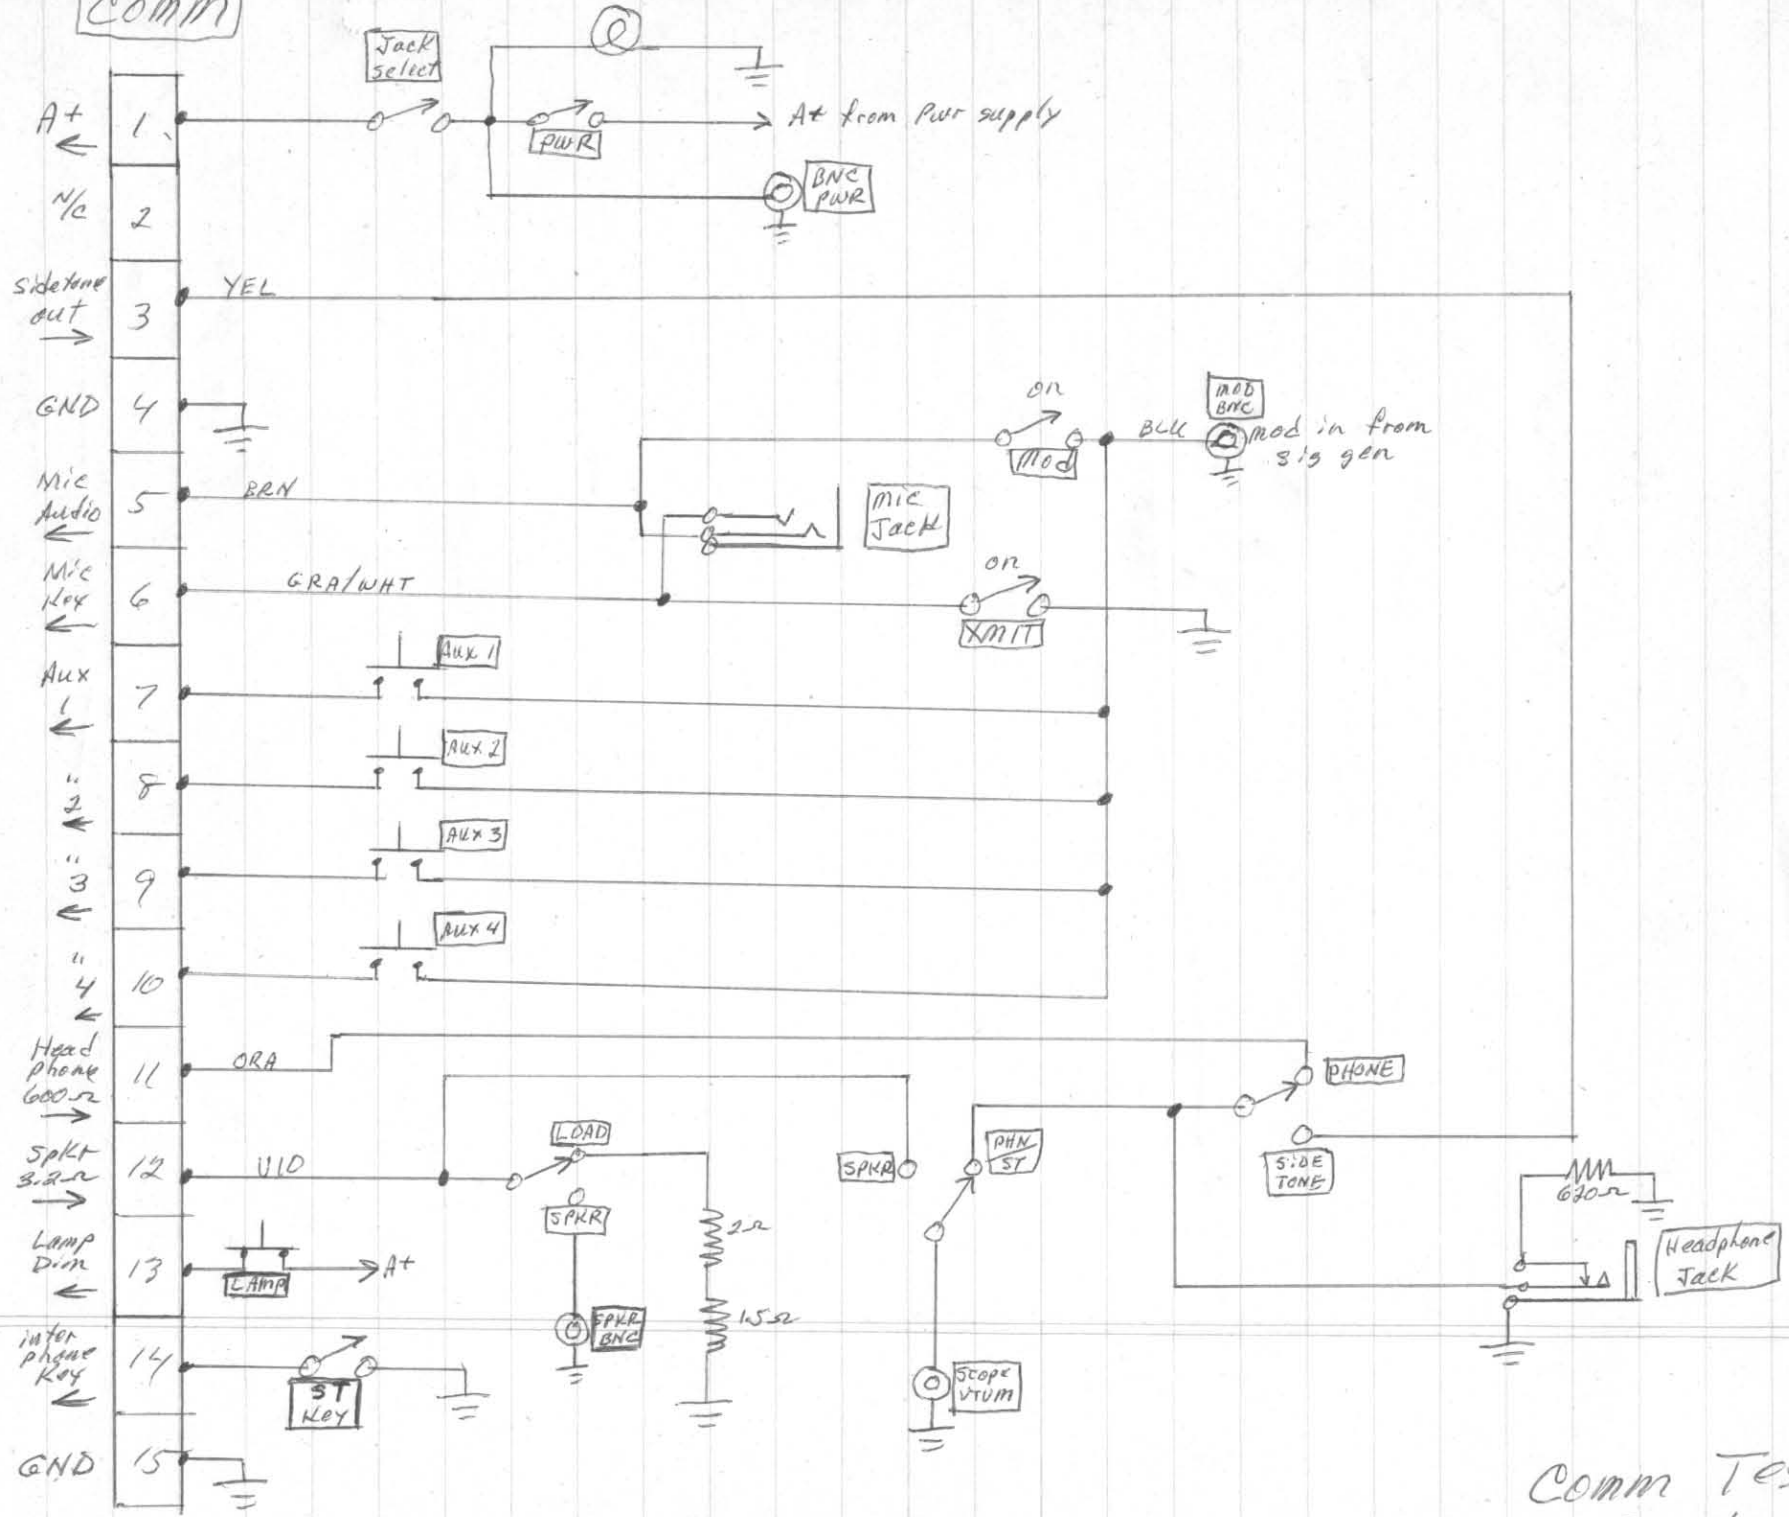 Comm
Jack
select
A+
1
PWR
A+ from Pwr supply
N/C
2
BNC
PWR
Sidetone
out
3
YEL
GND
4
on
Mod
BLK
MOD
BNC
mod in from
sig gen
Mic
Audio
5
BRN
Mic
Jack
Mic
Key
6
GRA/WHT
on
XMIT
Aux
1
7
Aux 1
"
2
8
Aux 2
"
3
9
Aux 3
"
4
10
Aux 4
Head
phone
600Ω
11
ORA
PHONE
Spkr
3.2Ω
12
VIO
LOAD
SPKR
SPKR
PHN/
ST
SIDE
TONE
620Ω
Lamp
Dim
13
LAMP
A+
2Ω
1.5Ω
SPKR
BNC
Headphone
Jack
inter
phone
Key
14
ST
Key
Scope
VTVM
GND
15
Comm